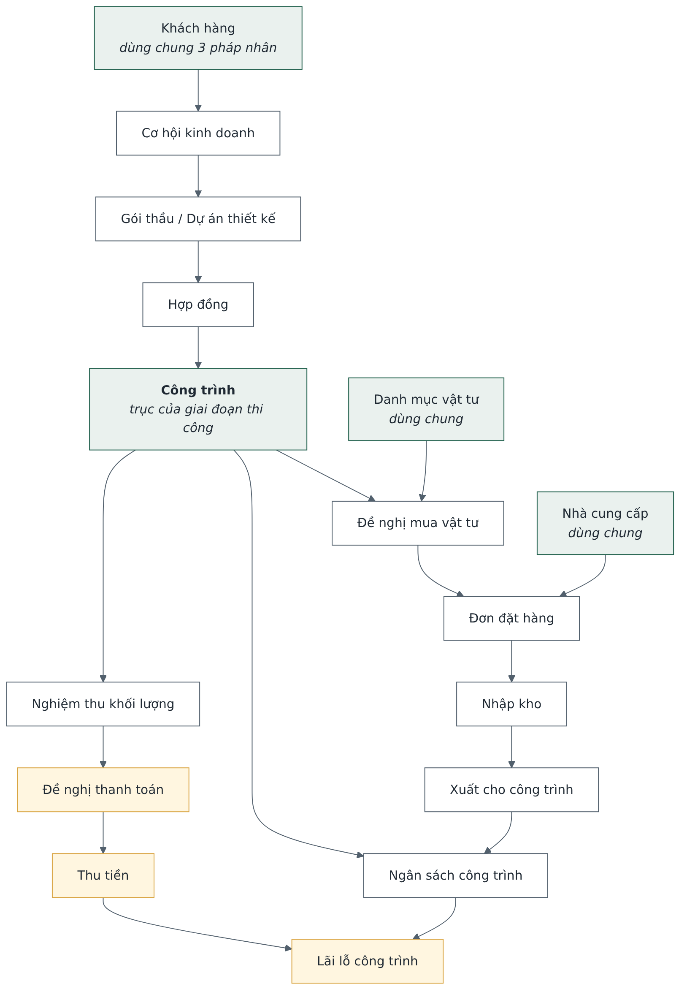 Khách hàng
dùng chung 3 pháp nhân
Cơ hội kinh doanh
Gói thầu / Dự án thiết kế
Hợp đồng
Công trình
trục của giai đoạn thi
công
Danh mục vật tư
dùng chung
Đề nghị mua vật tư
Nhà cung cấp
dùng chung
Đơn đặt hàng
Nghiệm thu khối lượng
Nhập kho
Đề nghị thanh toán
Xuất cho công trình
Thu tiền
Ngân sách công trình
Lãi lỗ công trình